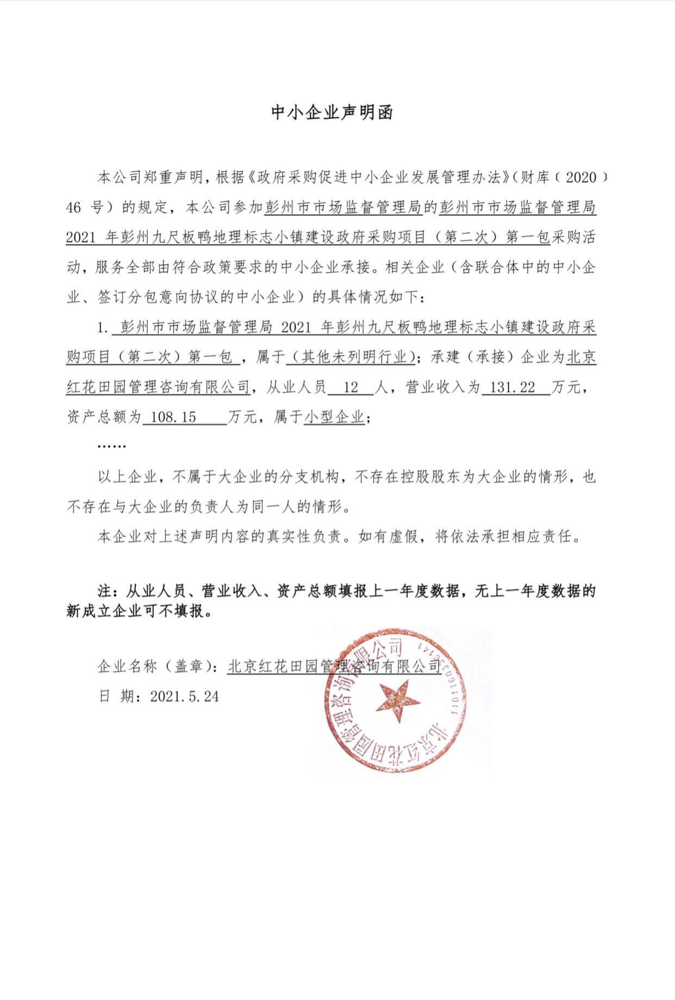 中小企业声明函
本公司郑重声明，根据《政府采购促进中小企业发展管理办法》（财库﹝2020﹞
46 号）的规定，本公司参加彭州市市场监督管理局的彭州市市场监督管理局
2021 年彭州九尺板鸭地理标志小镇建设政府采购项目（第二次）第一包采购活
动，服务全部由符合政策要求的中小企业承接。相关企业（含联合体中的中小企
业、签订分包意向协议的中小企业）的具体情况如下：
1. 彭州市市场监督管理局 2021 年彭州九尺板鸭地理标志小镇建设政府采
购项目（第二次）第一包 ，属于（其他未列明行业）；承建（承接）企业为北京
红花田园管理咨询有限公司，从业人员 12 人，营业收入为 131.22 万元，
资产总额为 108.15 万元，属于小型企业；
……
以上企业，不属于大企业的分支机构，不存在控股股东为大企业的情形，也
不存在与大企业的负责人为同一人的情形。
本企业对上述声明内容的真实性负责。如有虚假，将依法承担相应责任。
注：从业人员、营业收入、资产总额填报上一年度数据，无上一年度数据的
新成立企业可不填报。
企业名称（盖章）：北京红花田园管理咨询有限公司
日 期：2021.5.24
北京红花田园管理咨询有限公司